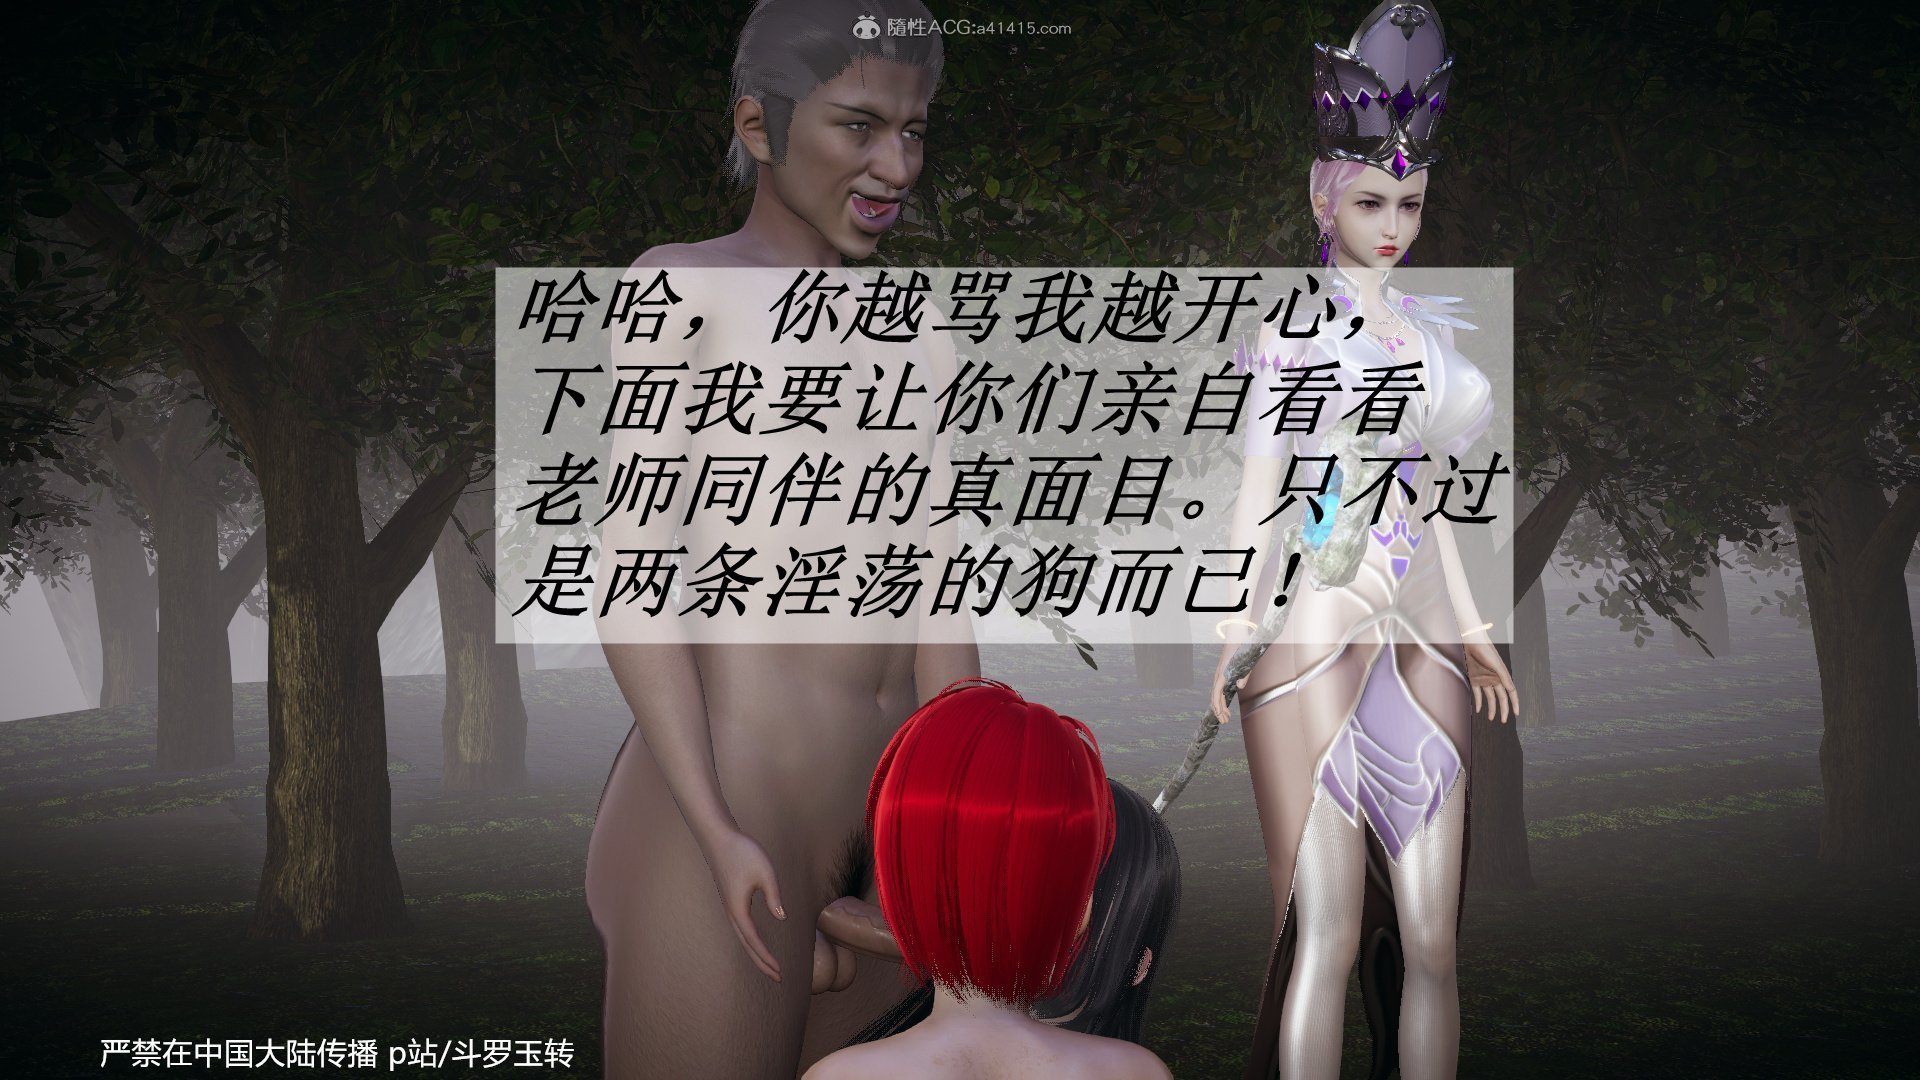 隨性ACG:a41415.com
哈哈，你越骂我越开心，
下面我要让你们亲自看看
老师同伴的真面目。只不过
是两条淫荡的狗而已！
严禁在中国大陆传播 p站/斗罗玉转